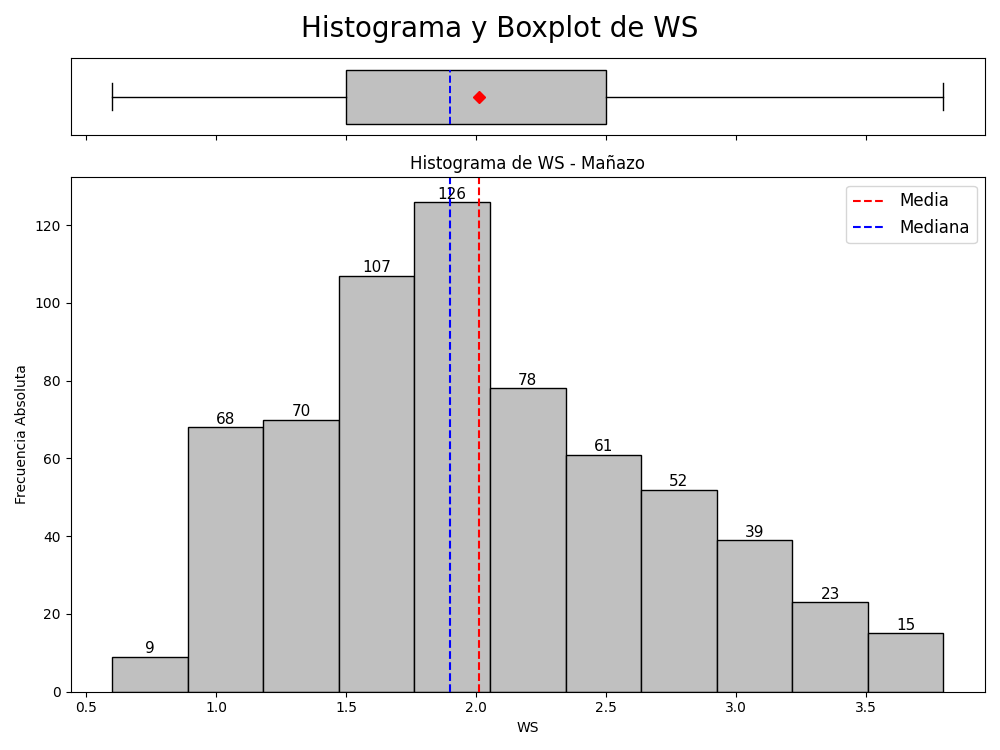 Histograma y Boxplot de WS
Histograma de WS - Mañazo
126
Media
Mediana
107
78
70
68
61
52
39
23
15
9
Frecuencia Absoluta
120
100
80
60
40
20
0
0.5 1.0 1.5 2.0 2.5 3.0 3.5
WS